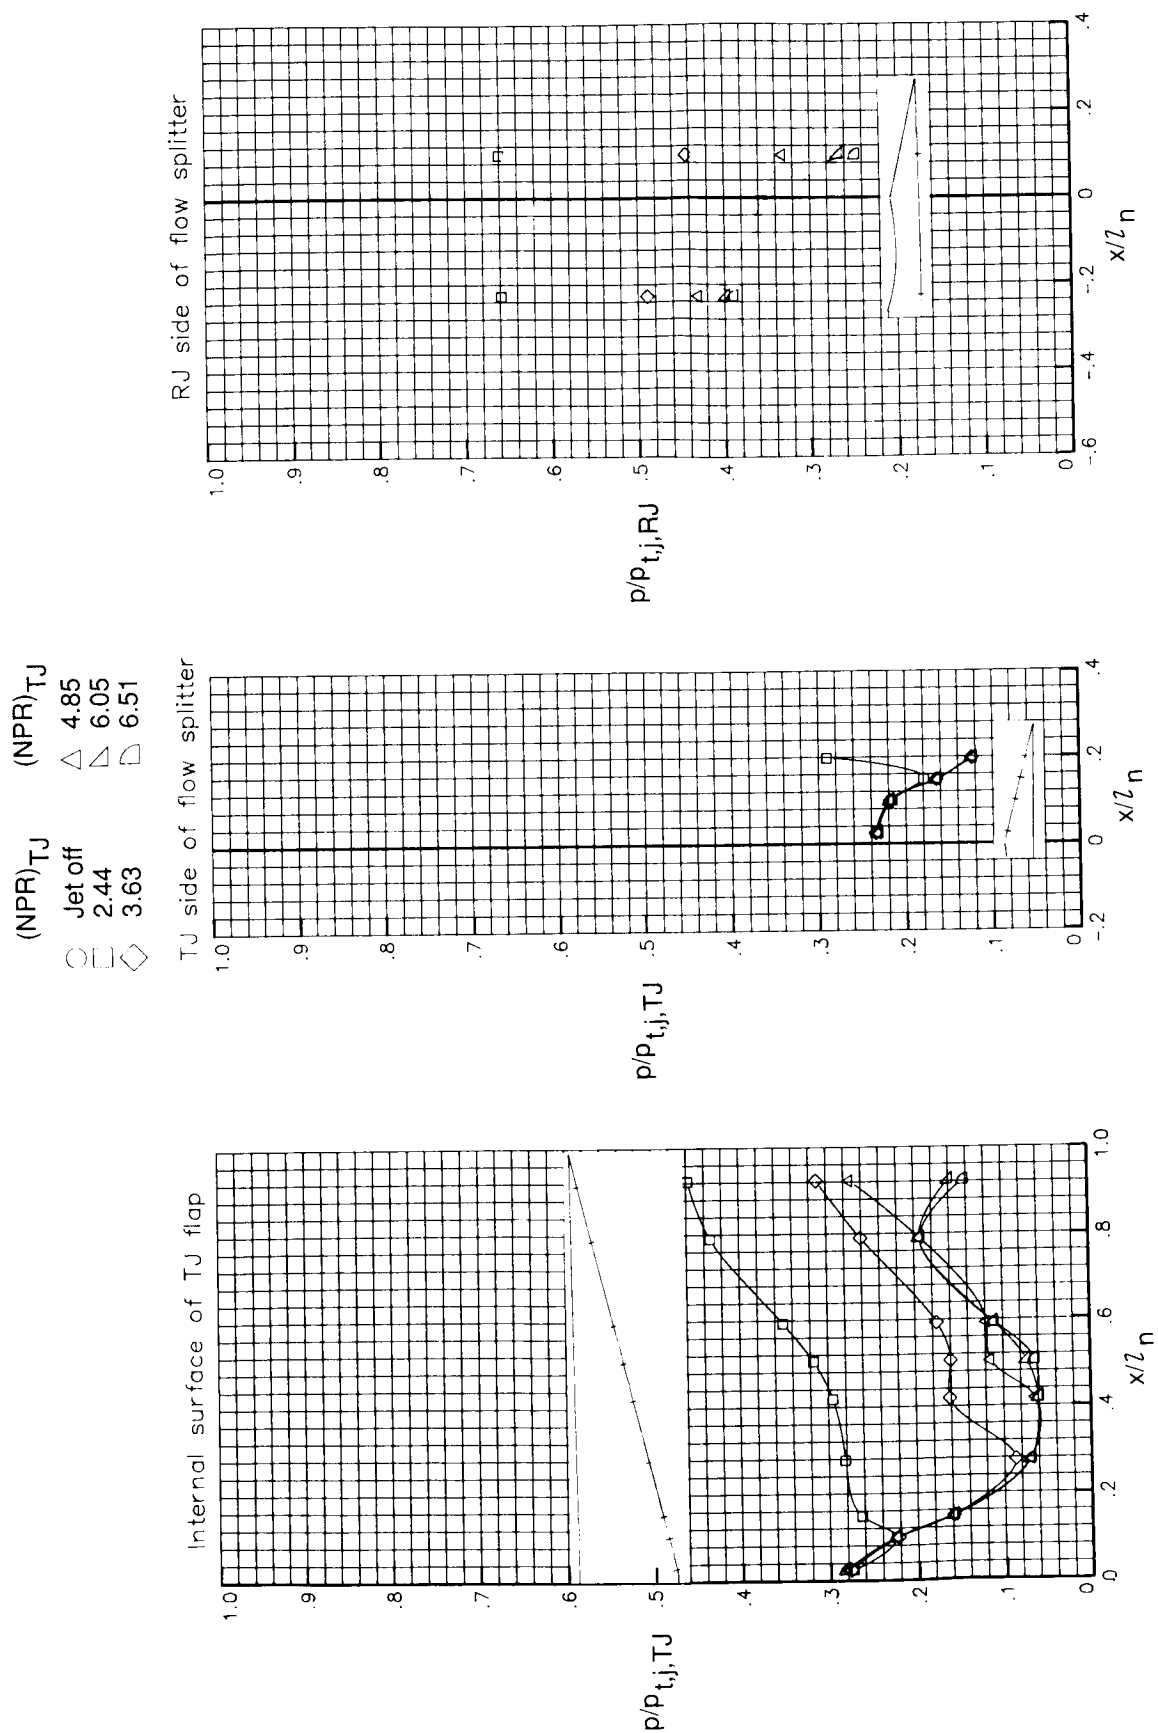 (NPR)TJ (NPR)TJ
Jet off 4.85
2.44 6.05
3.63 6.51
Internal surface of TJ flap
1.0
.9
.8
.7
.6
.5
.4
.3
.2
.1
0
p/pt,j,TJ
.0 .2 .4 .6 .8 1.0
x/ln
TJ side of flow splitter
1.0
.9
.8
.7
.6
.5
.4
.3
.2
.1
0
p/pt,j,TJ
-.2 0 .2 .4
x/ln
RJ side of flow splitter
1.0
.9
.8
.7
.6
.5
.4
.3
.2
.1
0
p/pt,j,RJ
-.6 -.4 -.2 0 .2 .4
x/ln